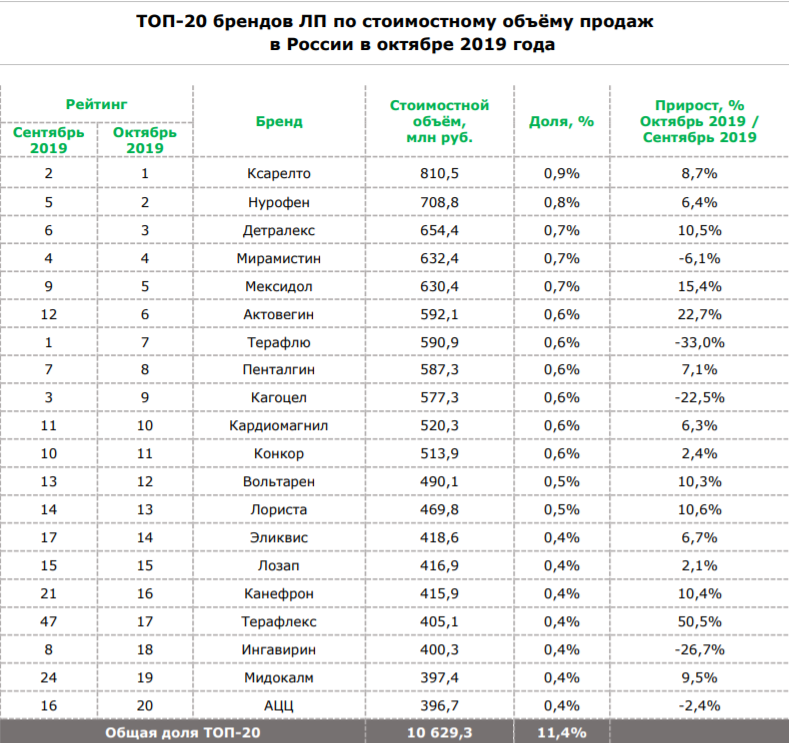 ТОП-20 брендов ЛП по стоимостному объёму продаж
в России в октябре 2019 года
Рейтинг
Бренд
Стоимостной
объём,
млн руб.
Доля, %
Прирост, %
Октябрь 2019 /
Сентябрь 2019
Сентябрь
2019
Октябрь
2019
2 1 Ксарелто 810,5 0,9% 8,7%
5 2 Нурофен 708,8 0,8% 6,4%
6 3 Детралекс 654,4 0,7% 10,5%
4 4 Мирамистин 632,4 0,7% -6,1%
9 5 Мексидол 630,4 0,7% 15,4%
12 6 Актовегин 592,1 0,6% 22,7%
1 7 Терафлю 590,9 0,6% -33,0%
7 8 Пенталгин 587,3 0,6% 7,1%
3 9 Кагоцел 577,3 0,6% -22,5%
11 10 Кардиомагнил 520,3 0,6% 6,3%
10 11 Конкор 513,9 0,6% 2,4%
13 12 Вольтарен 490,1 0,5% 10,3%
14 13 Лориста 469,8 0,5% 10,6%
17 14 Эликвис 418,6 0,4% 6,7%
15 15 Лозап 416,9 0,4% 2,1%
21 16 Канефрон 415,9 0,4% 10,4%
47 17 Терафлекс 405,1 0,4% 50,5%
8 18 Ингавирин 400,3 0,4% -26,7%
24 19 Мидокалм 397,4 0,4% 9,5%
16 20 АЦЦ 396,7 0,4% -2,4%
Общая доля ТОП-20 10 629,3 11,4%